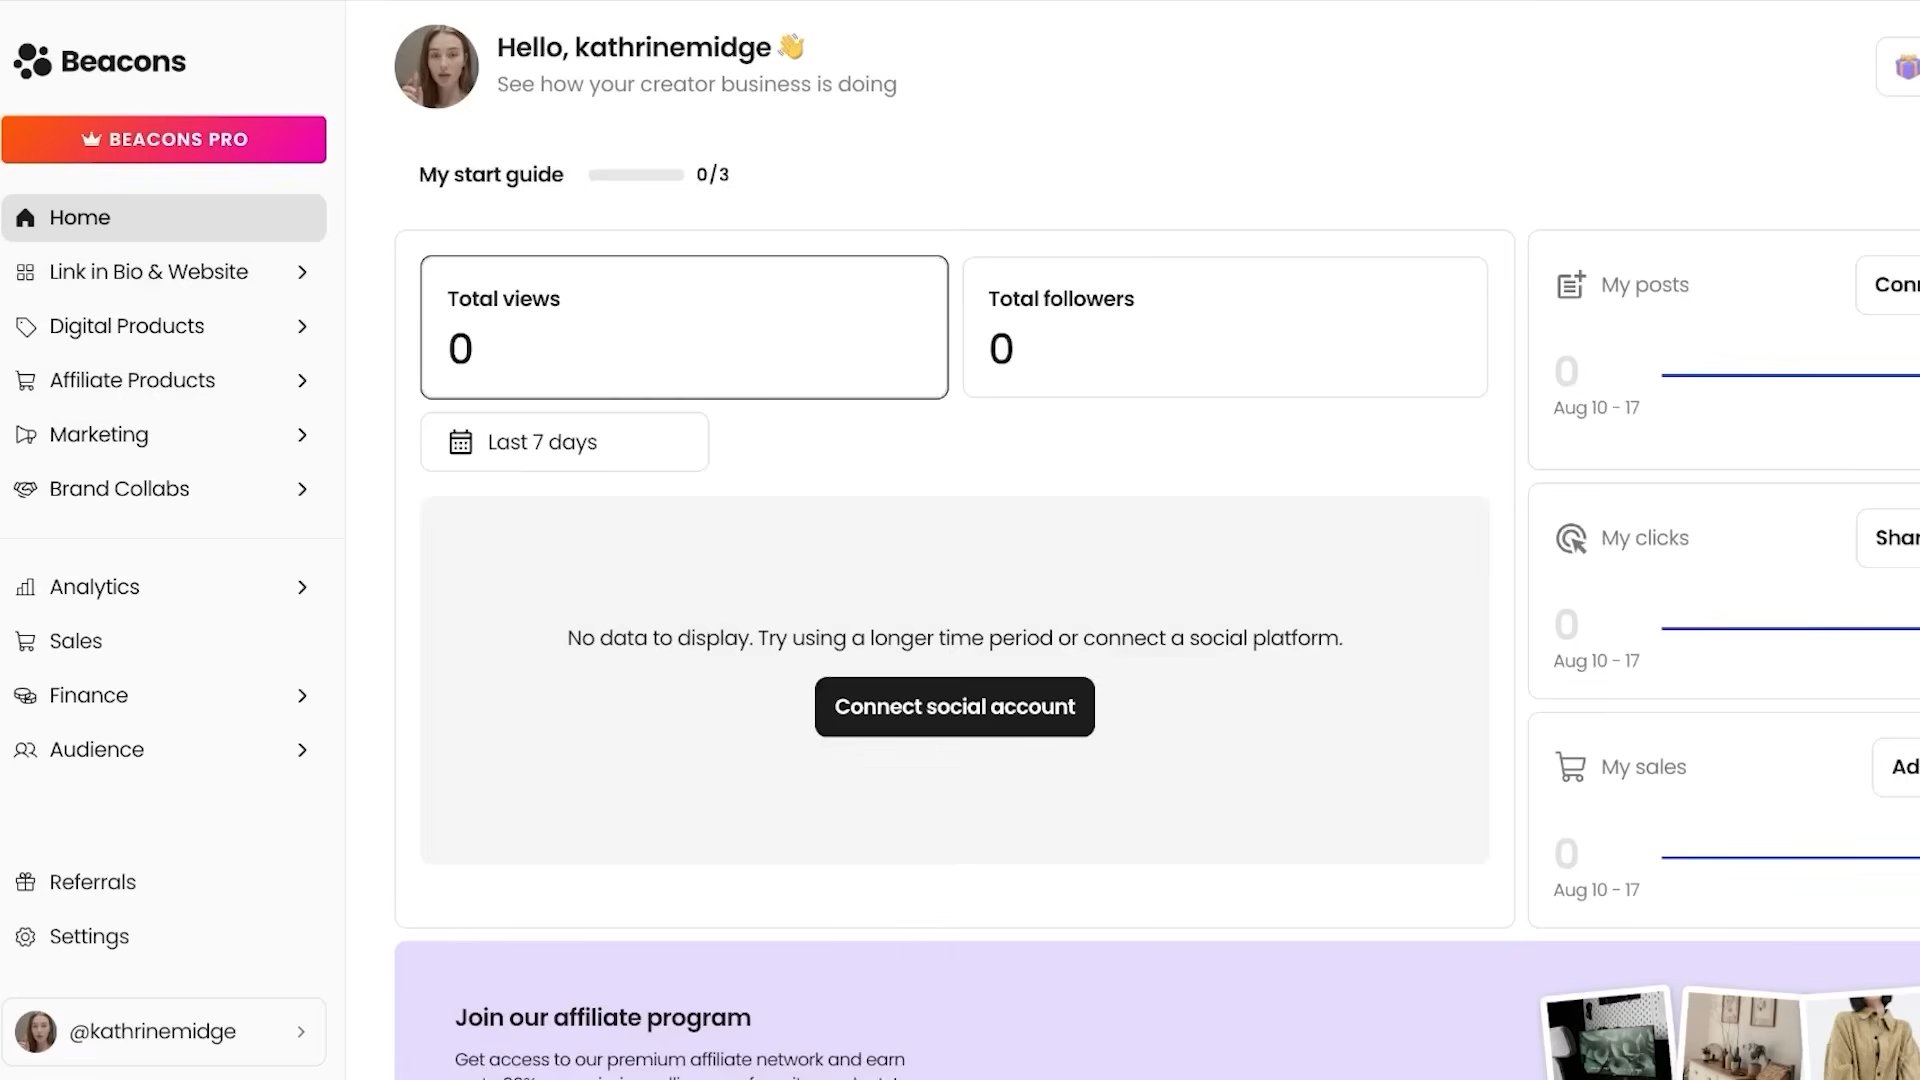 Beacons
BEACONS PRO
Home
Link in Bio & Website
Digital Products
Affiliate Products
Marketing
Brand Collabs
Analytics
Sales
Finance
Audience
Referrals
Settings
@kathrinemidge
Hello, kathrinemidge
See how your creator business is doing
My start guide 0/3
Total views
0
Total followers
0
Last 7 days
No data to display. Try using a longer time period or connect a social platform.
Connect social account
My posts
0
Aug 10 - 17
My clicks
0
Aug 10 - 17
My sales
0
Aug 10 - 17
Join our affiliate program
Get access to our premium affiliate network and earn